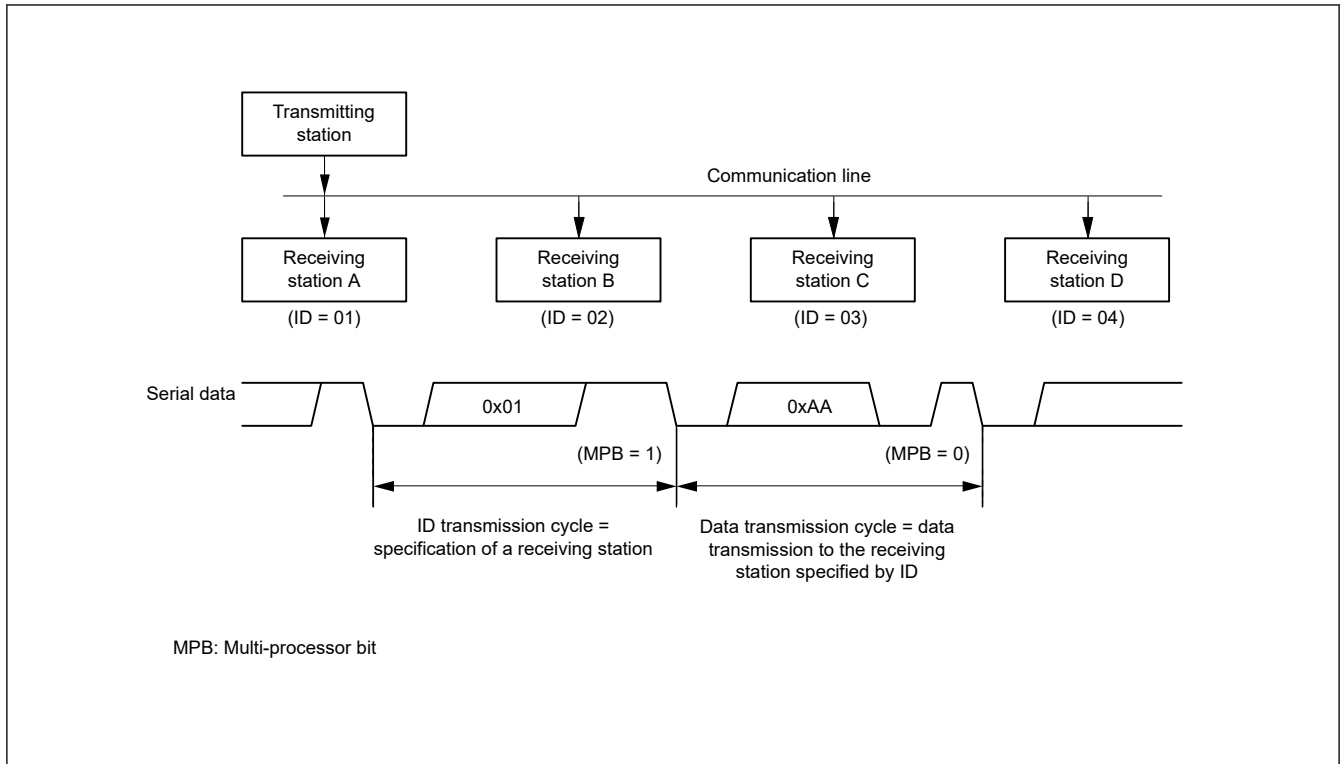 Transmitting
station
Communication line
Receiving
station A
Receiving
station B
Receiving
station C
Receiving
station D
(ID = 01)
(ID = 02)
(ID = 03)
(ID = 04)
Serial data
0x01
0xAA
(MPB = 1)
(MPB = 0)
ID transmission cycle =
specification of a receiving station
Data transmission cycle = data
transmission to the receiving
station specified by ID
MPB: Multi-processor bit